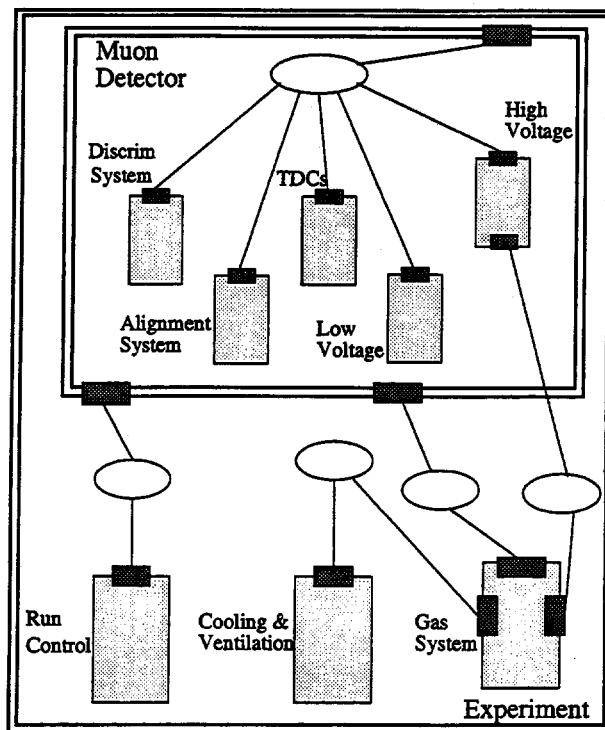 Muon
Detector
High
Voltage
Discrim
System
TDCs
Alignment
System
Low
Voltage
Run
Control
Cooling &
Ventilation
Gas
System
Experiment